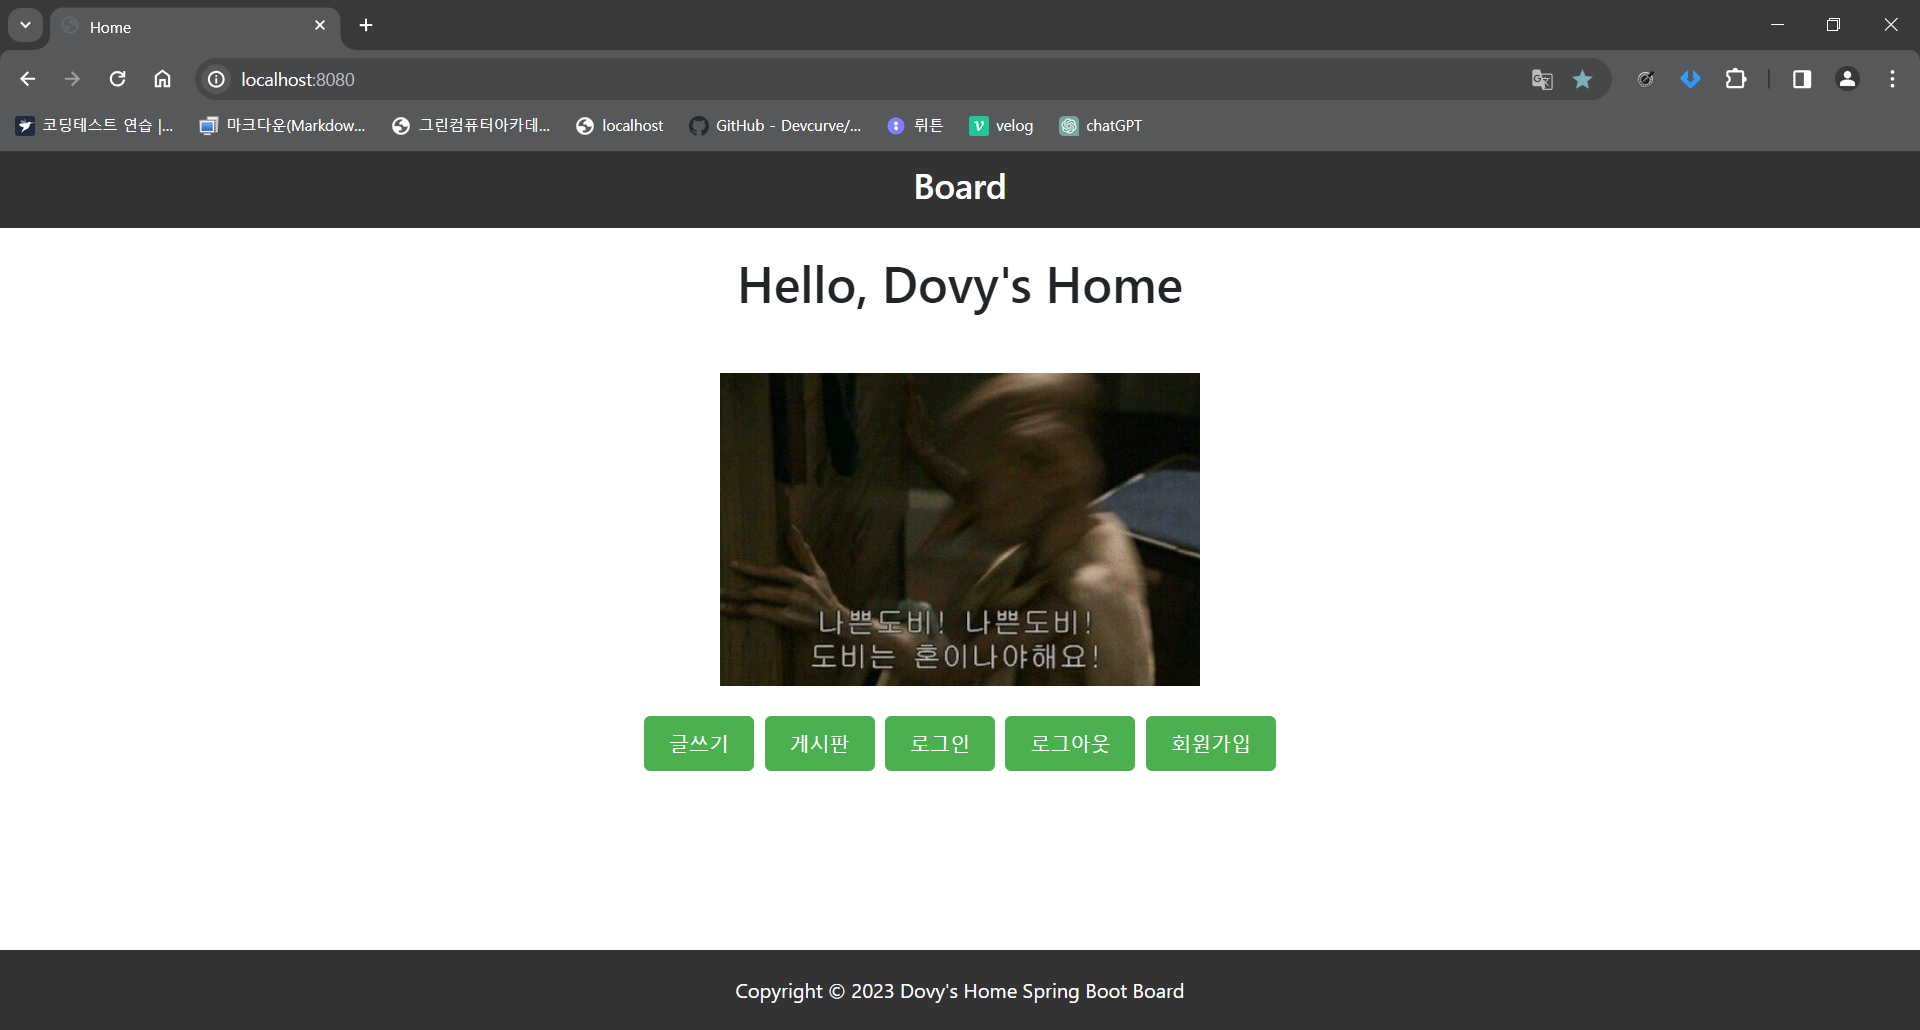 Home
localhost:8080
코딩테스트 연습 |...
마크다운(Markdow...
그린컴퓨터아카데...
localhost
GitHub - Devcurve/...
뤼튼
velog
chatGPT
Board
Hello, Dovy's Home
나쁜도비! 나쁜도비!
도비는 혼이나야해요!
글쓰기
게시판
로그인
로그아웃
회원가입
Copyright © 2023 Dovy's Home Spring Boot Board